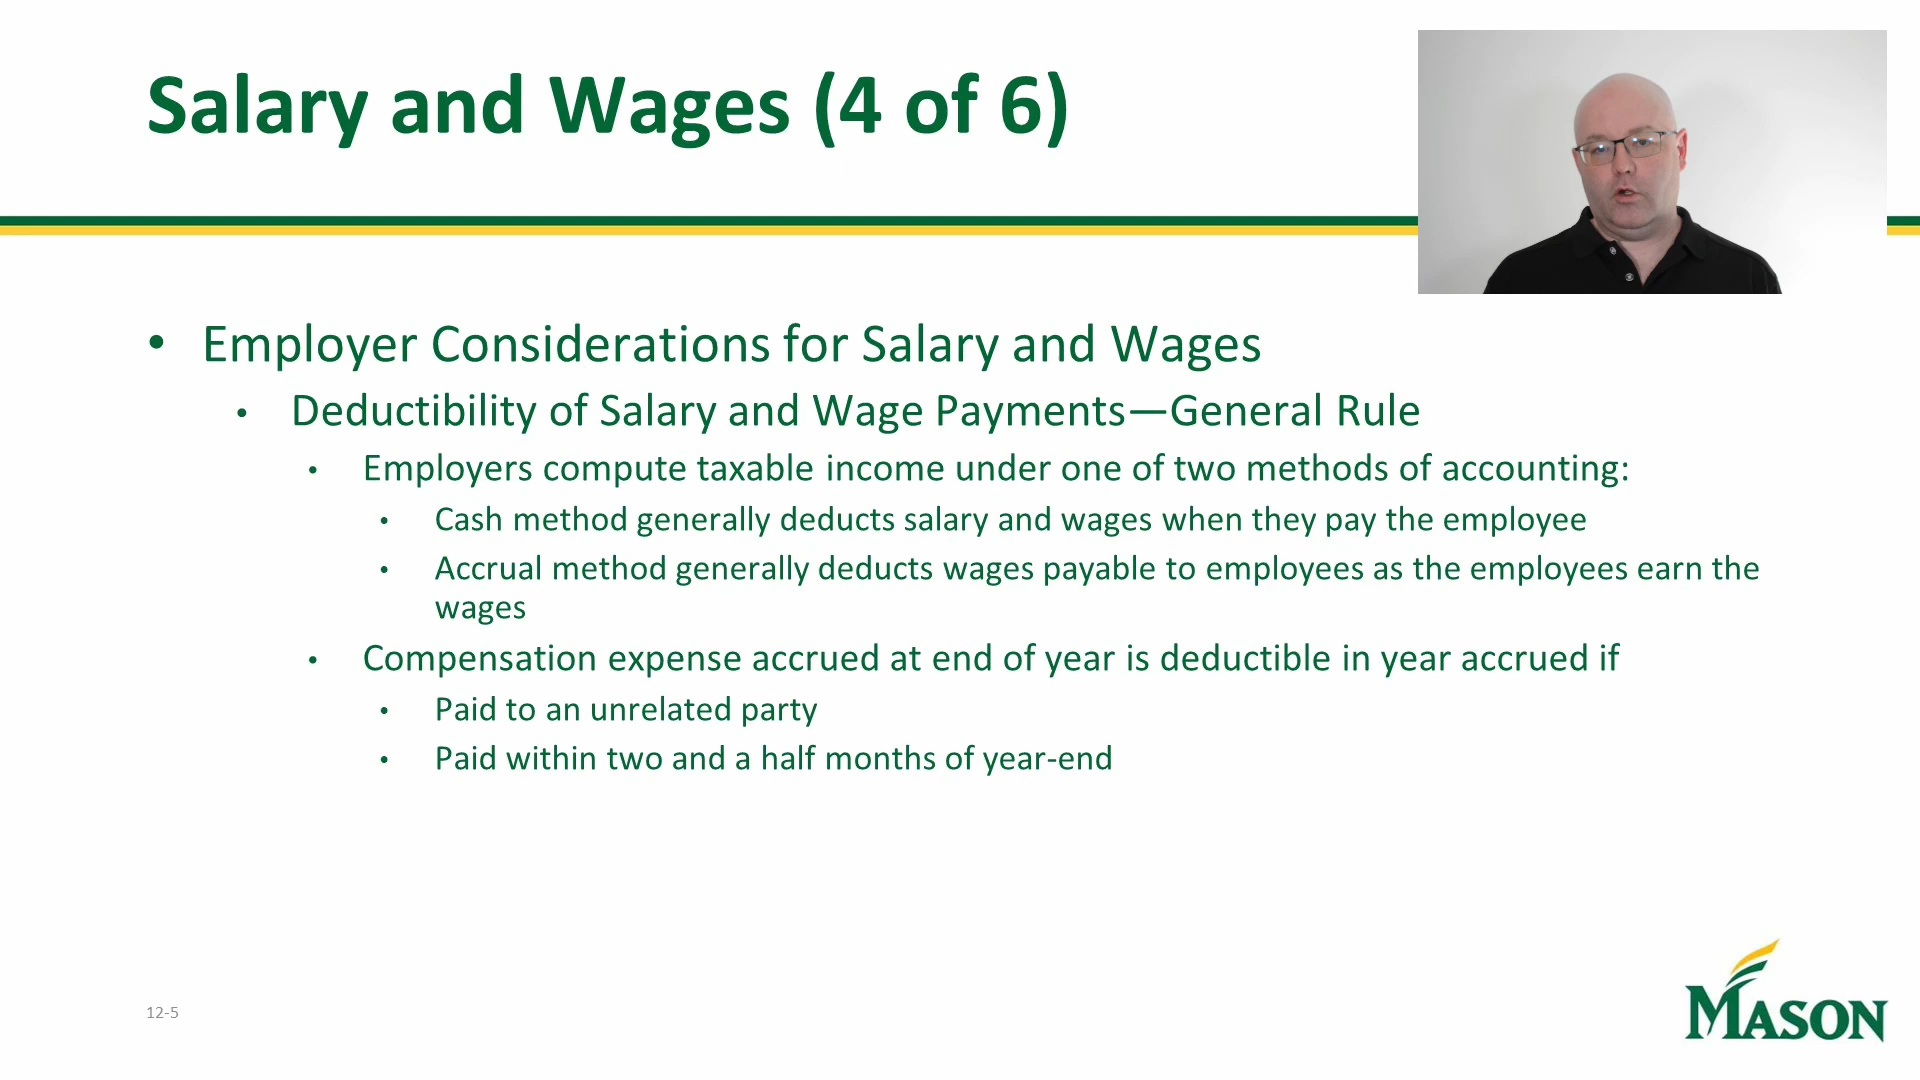 Salary and Wages (4 of 6)
• Employer Considerations for Salary and Wages
• Deductibility of Salary and Wage Payments—General Rule
• Employers compute taxable income under one of two methods of accounting:
• Cash method generally deducts salary and wages when they pay the employee
• Accrual method generally deducts wages payable to employees as the employees earn the
wages
• Compensation expense accrued at end of year is deductible in year accrued if
• Paid to an unrelated party
• Paid within two and a half months of year-end
12-5
MASON